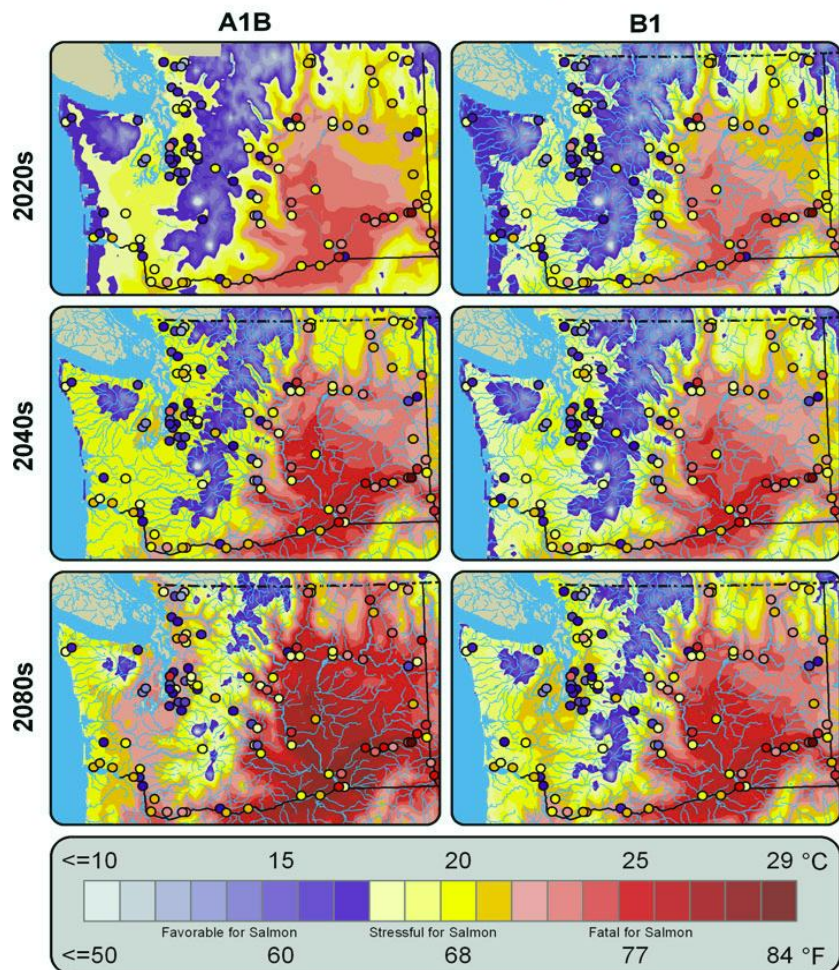 A1B B1
2020s
2040s
2080s
<=10 15 20 25 29 °C
Favorable for Salmon Stressful for Salmon Fatal for Salmon
<=50 60 68 77 84 °F